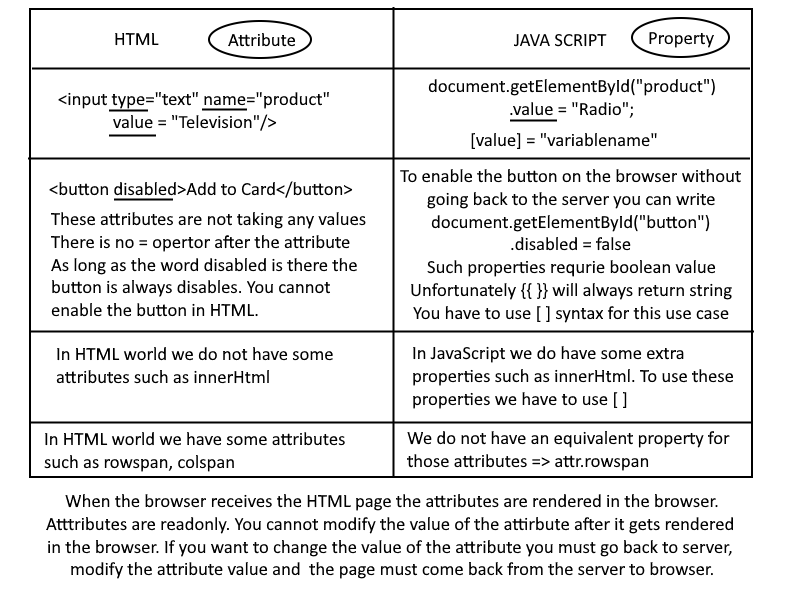 HTML Attribute
JAVA SCRIPT Property
<input type="text" name="product"
value = "Television"/>
document.getElementById("product")
.value = "Radio";
[value] = "variablename"
<button disabled>Add to Card</button>
These attributes are not taking any values
There is no = opertor after the attribute
As long as the word disabled is there the
button is always disables. You cannot
enable the button in HTML.
To enable the button on the browser without
going back to the server you can write
document.getElementById("button")
.disabled = false
Such properties requrie boolean value
Unfortunately {{ }} will always return string
You have to use [ ] syntax for this use case
In HTML world we do not have some
attributes such as innerHtml
In JavaScript we do have some extra
properties such as innerHtml. To use these
properties we have to use [ ]
In HTML world we have some attributes
such as rowspan, colspan
We do not have an equivalent property for
those attributes => attr.rowspan
When the browser receives the HTML page the attributes are rendered in the browser.
Atttributes are readonly. You cannot modify the value of the attirbute after it gets rendered
in the browser. If you want to change the value of the attribute you must go back to server,
modify the attribute value and  the page must come back from the server to browser.